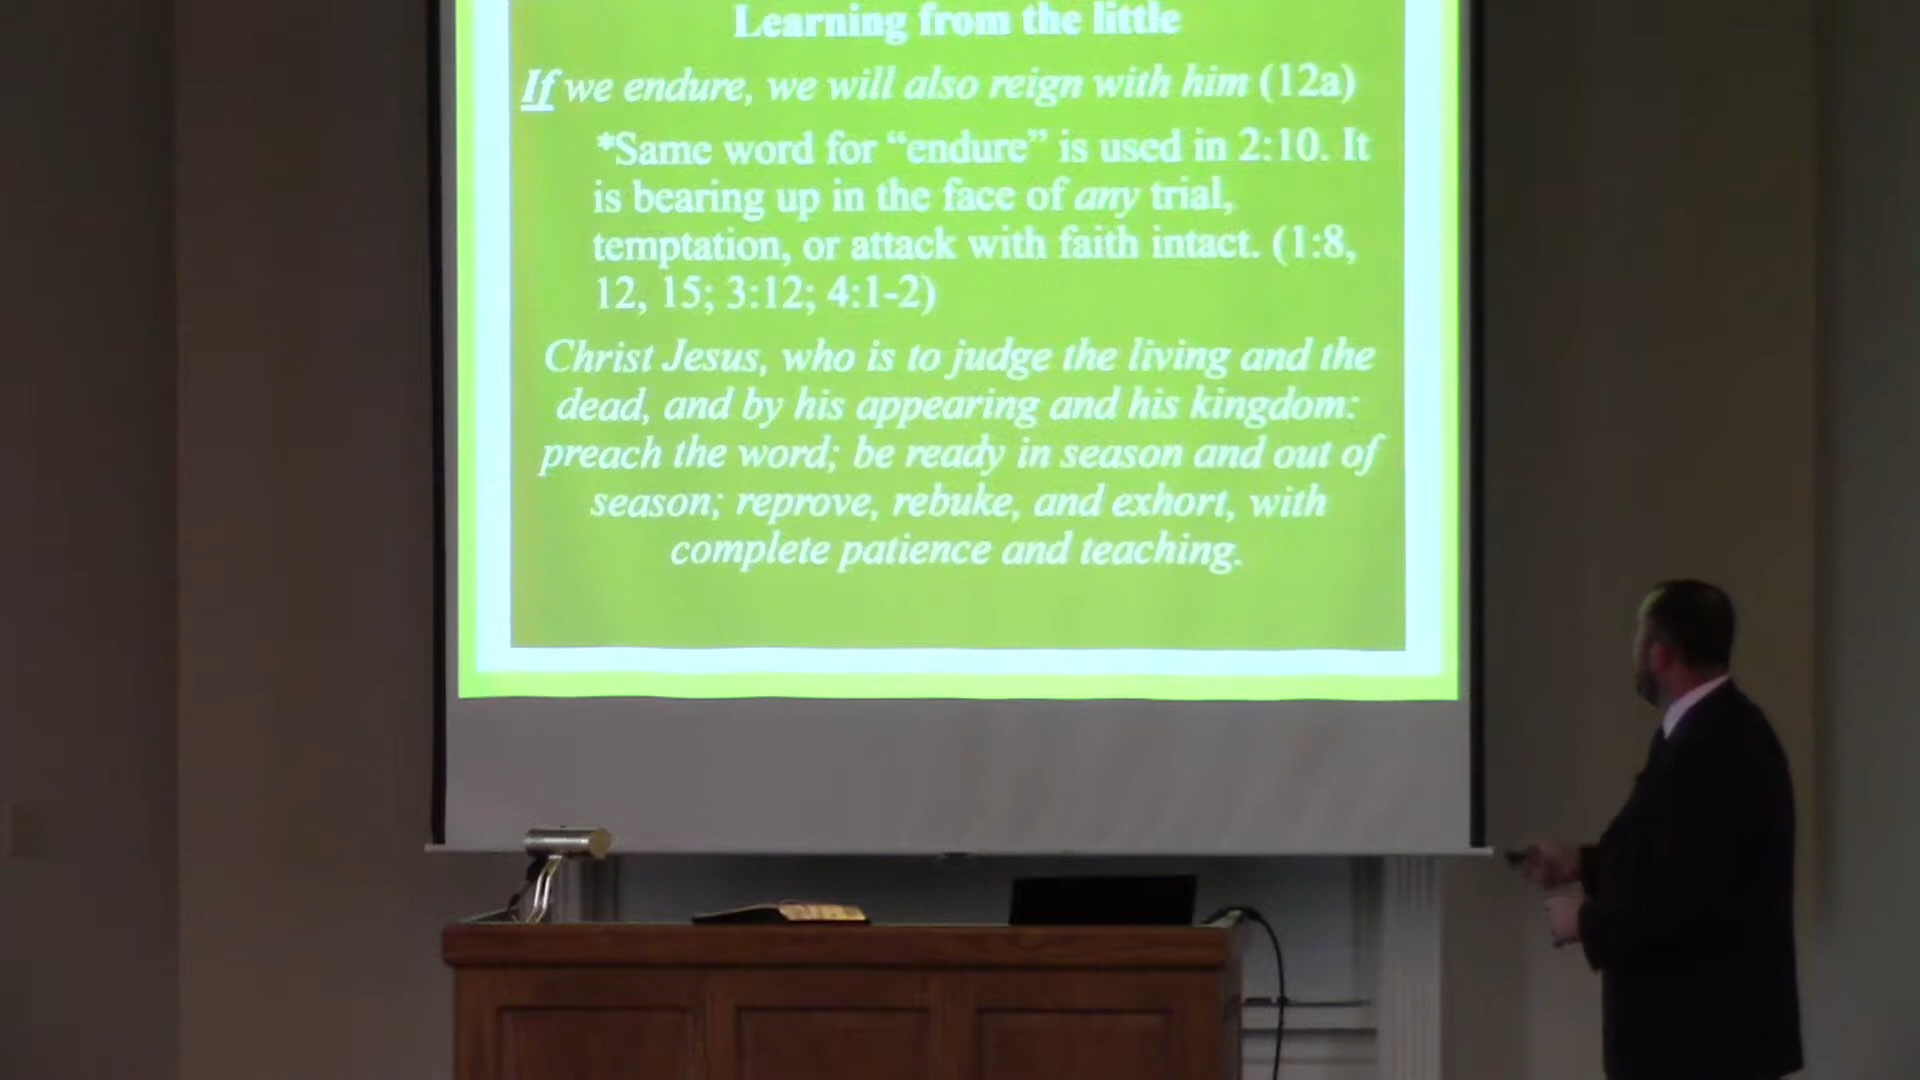 Learning from the little
If we endure, we will also reign with him (12a)
*Same word for “endure” is used in 2:10. It
is bearing up in the face of any trial,
temptation, or attack with faith intact. (1:8,
12, 15; 3:12; 4:1-2)
Christ Jesus, who is to judge the living and the
dead, and by his appearing and his kingdom:
preach the word; be ready in season and out of
season; reprove, rebuke, and exhort, with
complete patience and teaching.